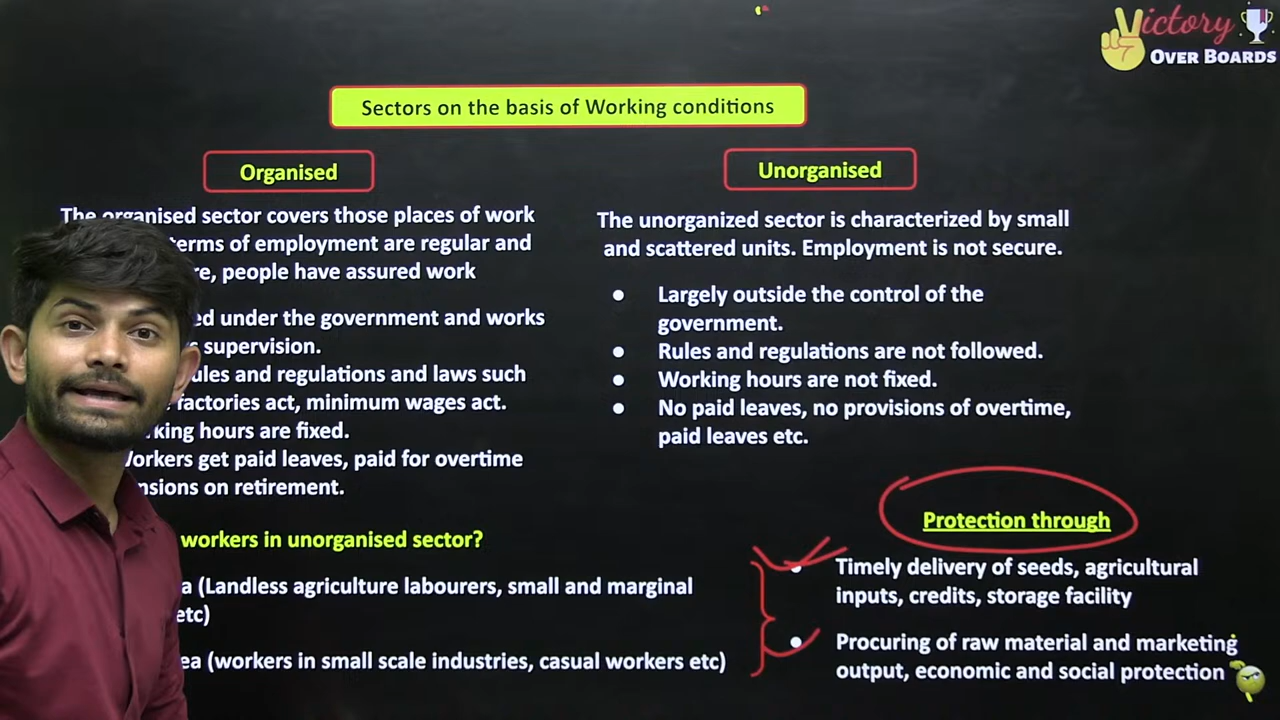 Victory
OVER BOARDS
Sectors on the basis of Working conditions
Organised
The organised sector covers those places of work
terms of employment are regular and
people have assured work
under the government and works
supervision.
rules and regulations and laws such
factories act, minimum wages act.
hours are fixed.
Workers get paid leaves, paid for overtime
on retirement.
workers in unorganised sector?
(Landless agriculture labourers, small and marginal
etc)
(workers in small scale industries, casual workers etc)
Unorganised
The unorganized sector is characterized by small
and scattered units. Employment is not secure.
● Largely outside the control of the
government.
● Rules and regulations are not followed.
● Working hours are not fixed.
● No paid leaves, no provisions of overtime,
paid leaves etc.
Protection through
● Timely delivery of seeds, agricultural
inputs, credits, storage facility
● Procuring of raw material and marketing
output, economic and social protection